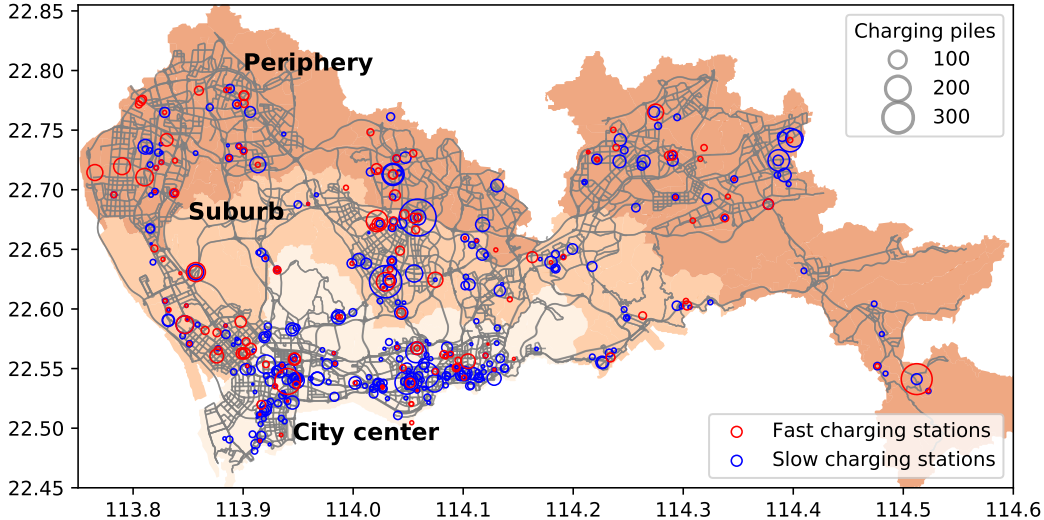 22.85
22.80
22.75
22.70
22.65
22.60
22.55
22.50
22.45
Periphery
Suburb
City center
Charging piles
100
200
300
Fast charging stations
Slow charging stations
113.8 113.9 114.0 114.1 114.2 114.3 114.4 114.5 114.6